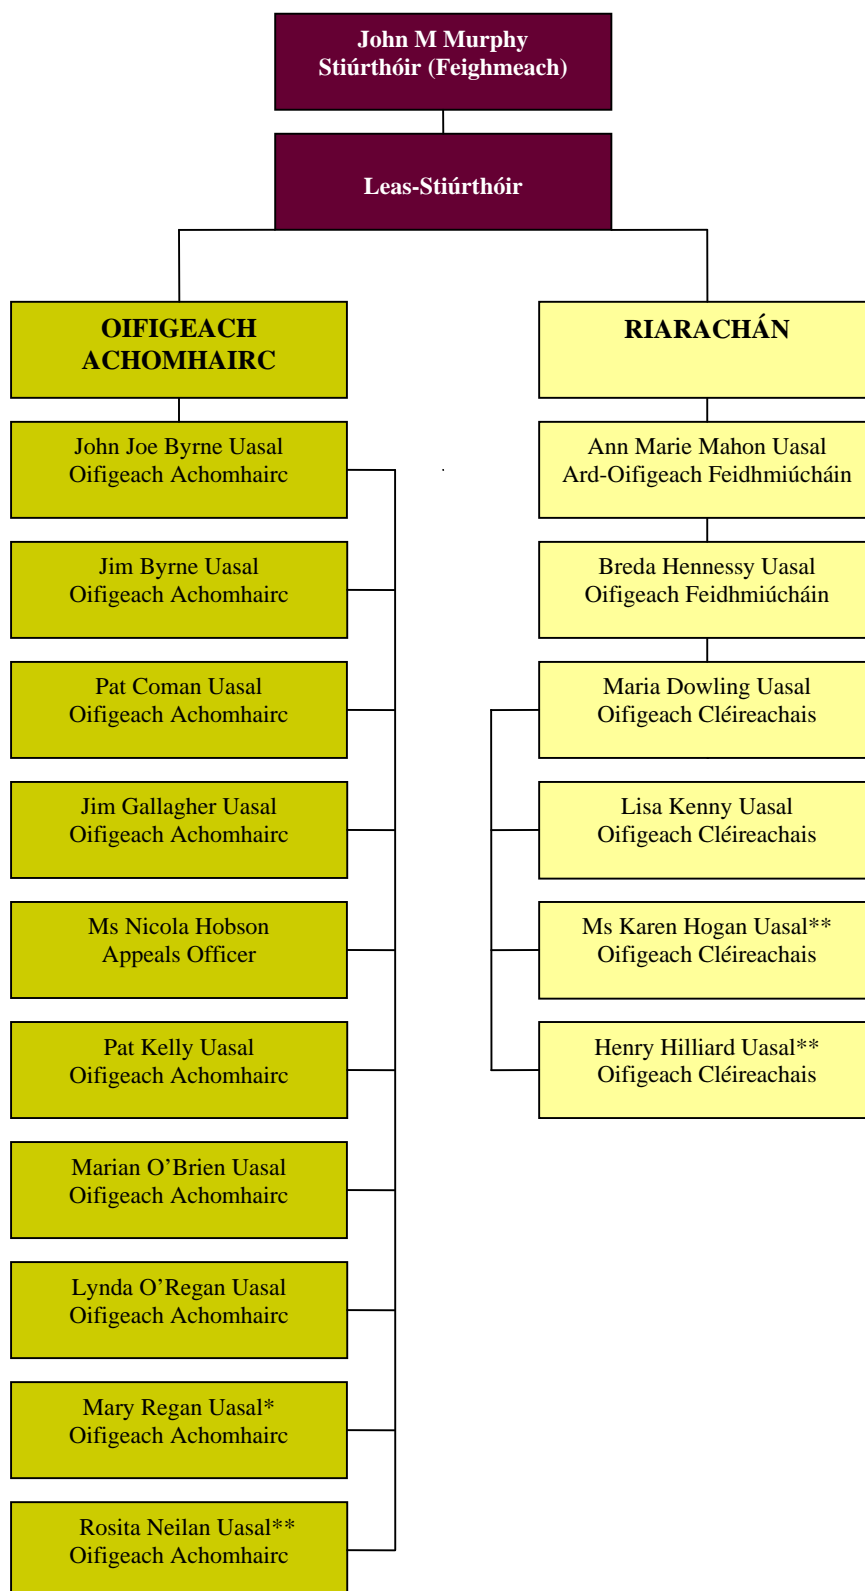 John M Murphy
Stiúrthóir (Feighmeach)
Leas-Stiúrthóir
OIFIGEACH
ACHOMHAIRC
John Joe Byrne Uasal
Oifigeach Achomhairc
Jim Byrne Uasal
Oifigeach Achomhairc
Pat Coman Uasal
Oifigeach Achomhairc
Jim Gallagher Uasal
Oifigeach Achomhairc
Ms Nicola Hobson
Appeals Officer
Pat Kelly Uasal
Oifigeach Achomhairc
Marian O’Brien Uasal
Oifigeach Achomhairc
Lynda O’Regan Uasal
Oifigeach Achomhairc
Mary Regan Uasal*
Oifigeach Achomhairc
Rosita Neilan Uasal**
Oifigeach Achomhairc
RIARACHÁN
Ann Marie Mahon Uasal
Ard-Oifigeach Feidhmiúcháin
Breda Hennessy Uasal
Oifigeach Feidhmiúcháin
Maria Dowling Uasal
Oifigeach Cléireachais
Lisa Kenny Uasal
Oifigeach Cléireachais
Ms Karen Hogan Uasal**
Oifigeach Cléireachais
Henry Hilliard Uasal**
Oifigeach Cléireachais